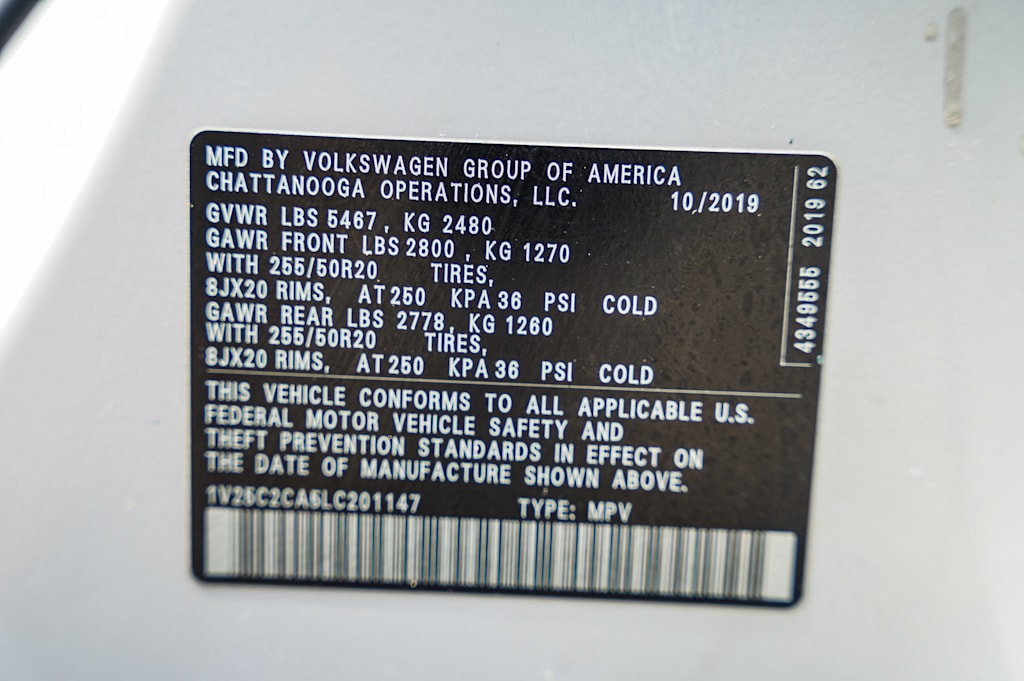 MFD BY VOLKSWAGEN GROUP OF AMERICA
CHATTANOOGA OPERATIONS, LLC. 10/2019
GVWR LBS 5467, KG 2480
GAWR FRONT LBS 2800, KG 1270
WITH 255/50R20 TIRES,
8JX20 RIMS, AT 250 KPA 36 PSI COLD
GAWR REAR LBS 2778, KG 1260
WITH 255/50R20 TIRES,
8JX20 RIMS, AT 250 KPA 36 PSI COLD
THIS VEHICLE CONFORMS TO ALL APPLICABLE U.S.
FEDERAL MOTOR VEHICLE SAFETY AND
THEFT PREVENTION STANDARDS IN EFFECT ON
THE DATE OF MANUFACTURE SHOWN ABOVE.
TYPE: MPV
4349555 2019 62